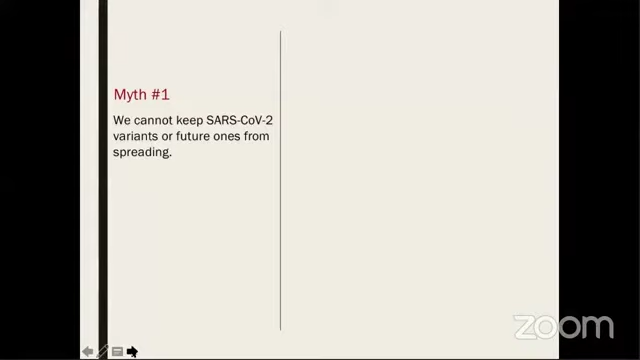 Myth #1
We cannot keep SARS-CoV-2
variants or future ones from
spreading.
zoom